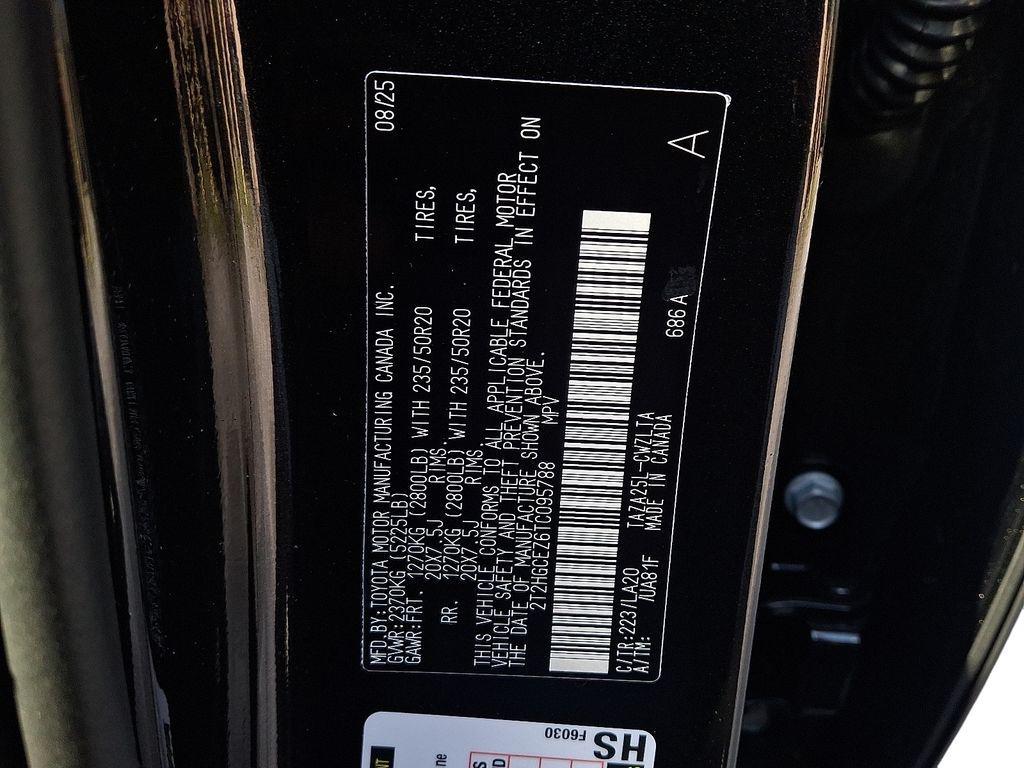 MFD.BY:TOYOTA MOTOR MANUFACTURING CANADA INC. 08/25
GVWR:2370KG (5225LB)
GAWR:FRT. 1270KG (2800LB) WITH 235/50R20 TIRES,
20X7.5J RIMS.
RR. 1270KG (2800LB) WITH 235/50R20 TIRES,
20X7.5J RIMS.
THIS VEHICLE CONFORMS TO ALL APPLICABLE FEDERAL MOTOR
VEHICLE SAFETY AND THEFT PREVENTION STANDARDS IN EFFECT ON
THE DATE OF MANUFACTURE SHOWN ABOVE.
2T2HGCEZ6TC095788 MPV
C/TR:223/LA20 TAZA25L-CWZLTA
A/TM: /UA81F MADE IN CANADA
686A
A
HS
F6030